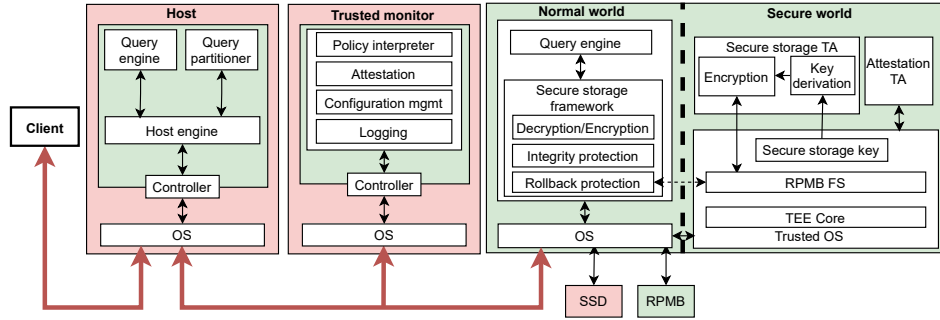 Host
Query
engine
Query
partitioner
Host engine
Controller
OS
Client
Trusted monitor
Policy interpreter
Attestation
Configuration mgmt
Logging
Controller
OS
Normal world
Query engine
Secure storage
framework
Decryption/Encryption
Integrity protection
Rollback protection
OS
SSD
RPMB
Secure world
Secure storage TA
Encryption
Key
derivation
Attestation
TA
Secure storage key
RPMB FS
TEE Core
Trusted OS